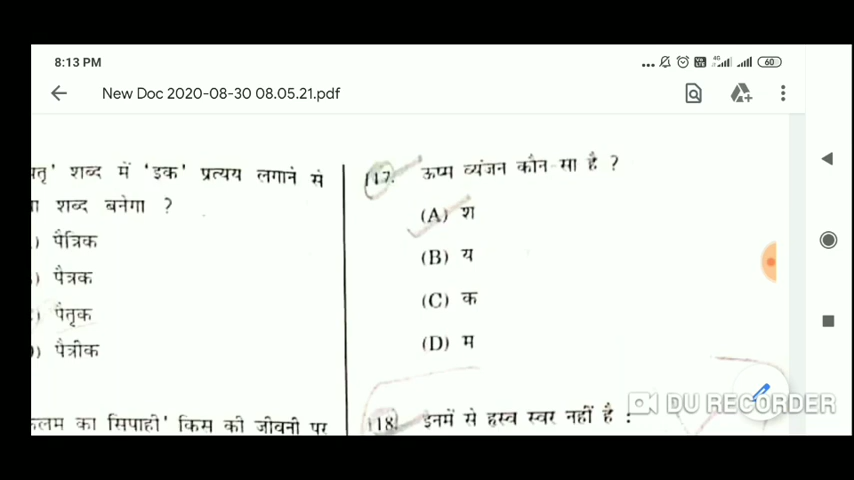 8:13 PM
60
New Doc 2020-08-30 08.05.21.pdf
शब्द में 'इक' प्रत्यय लगाने से
शब्द बनेगा ?
पैत्रिक
पैत्रक
पैतृक
पैत्रीक
का सिपाही' किस की जीवनी पर
117. ऊष्म व्यंजन कौन-सा है ?
(A) श
(B) य
(C) क
(D) म
118. इनमें से ह्रस्व स्वर नहीं है :
DU RECORDER